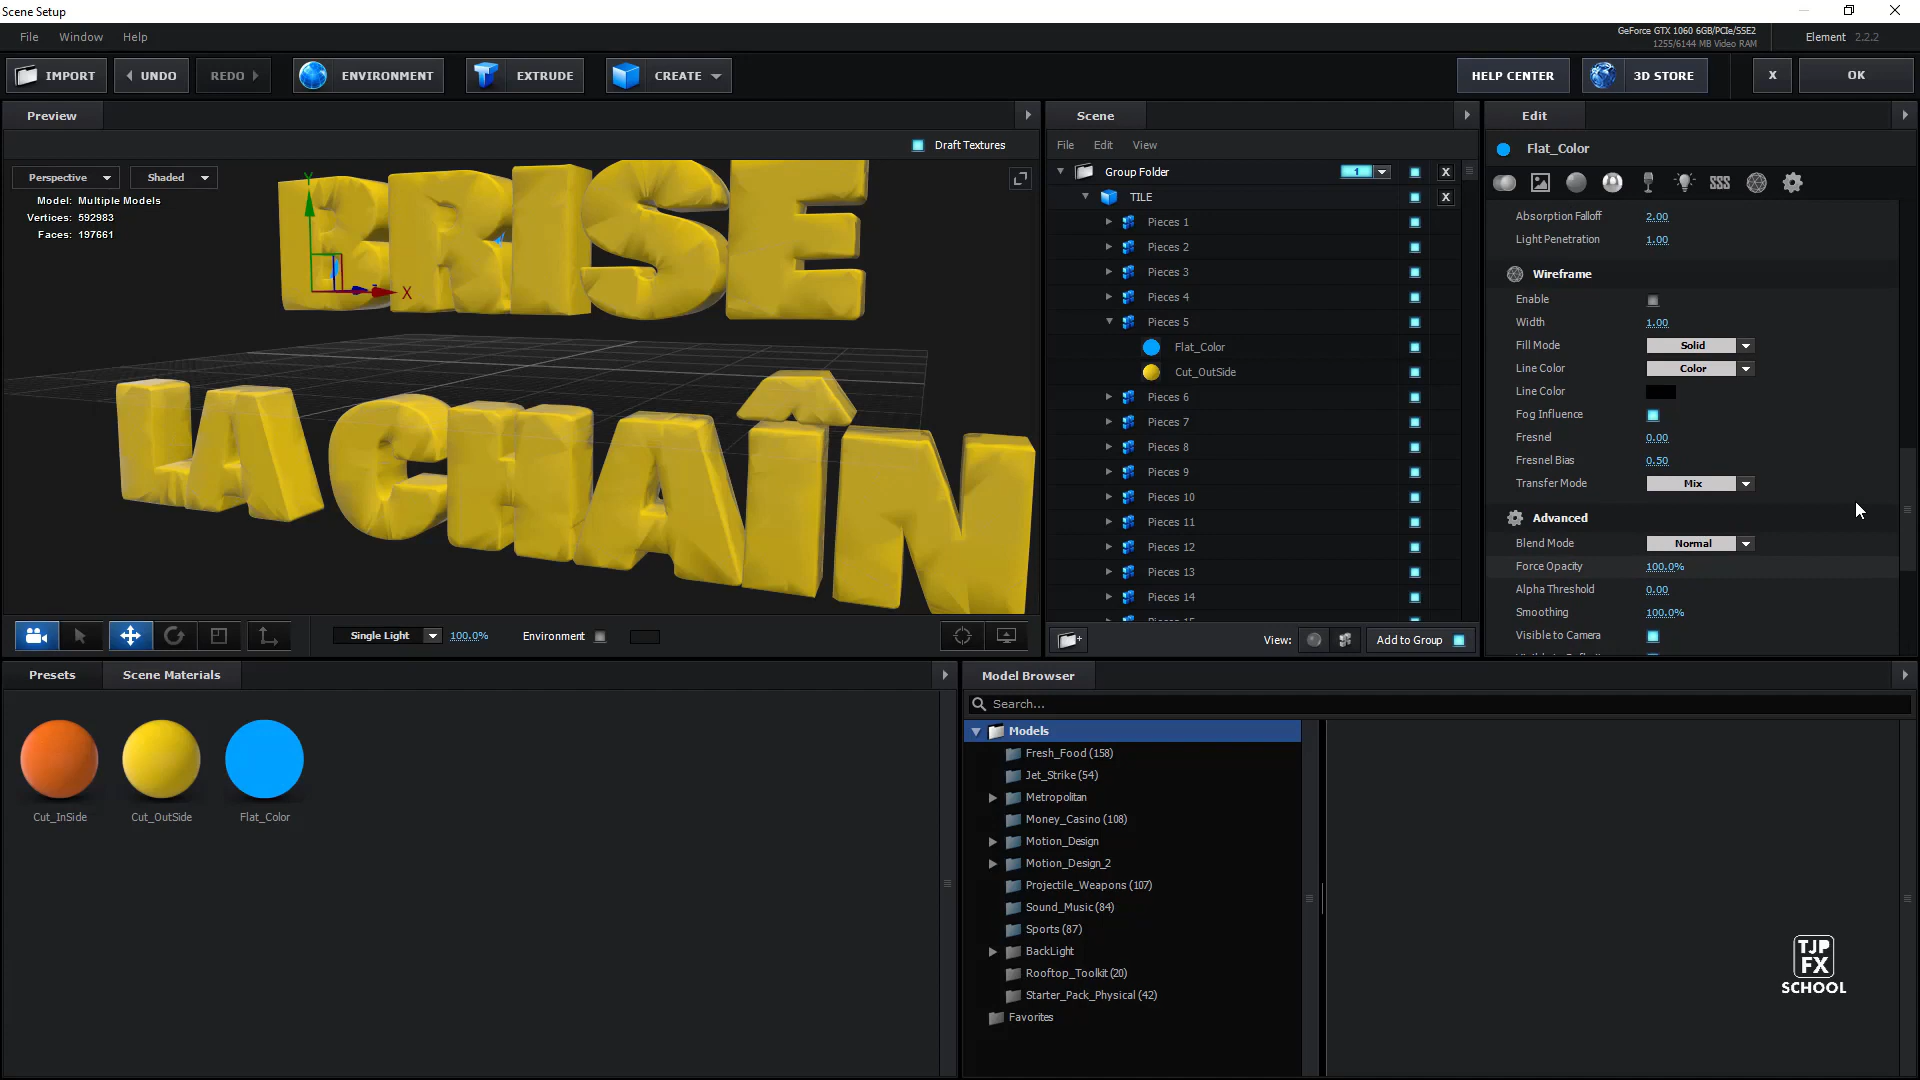 Scene Setup
File Window Help
GeForce GTX 1060 6GB/PCIe/SSE2
1255/6144 MB Video RAM
Element 2.2.2
IMPORT
UNDO
REDO
ENVIRONMENT
EXTRUDE
CREATE
HELP CENTER
3D STORE
X
OK
Preview
Draft Textures
Perspective
Shaded
Model: Multiple Models
Vertices: 592983
Faces: 197661
BRISE
LA CHAÎN
Y
X
Single Light
100.0%
Environment
Scene
File Edit View
Group Folder
1
X
TILE
X
Pieces 1
Pieces 2
Pieces 3
Pieces 4
Pieces 5
Flat_Color
Cut_OutSide
Pieces 6
Pieces 7
Pieces 8
Pieces 9
Pieces 10
Pieces 11
Pieces 12
Pieces 13
Pieces 14
View:
Add to Group
Edit
Flat_Color
Absorption Falloff 2.00
Light Penetration 1.00
Wireframe
Enable
Width 1.00
Fill Mode Solid
Line Color Color
Line Color
Fog Influence
Fresnel 0.00
Fresnel Bias 0.50
Transfer Mode Mix
Advanced
Blend Mode Normal
Force Opacity 100.0%
Alpha Threshold 0.00
Smoothing 100.0%
Visible to Camera
Presets
Scene Materials
Cut_InSide
Cut_OutSide
Flat_Color
Model Browser
Search...
Models
Fresh_Food (158)
Jet_Strike (54)
Metropolitan
Money_Casino (108)
Motion_Design
Motion_Design_2
Projectile_Weapons (107)
Sound_Music (84)
Sports (87)
BackLight
Rooftop_Toolkit (20)
Starter_Pack_Physical (42)
Favorites
TJP
FX
SCHOOL